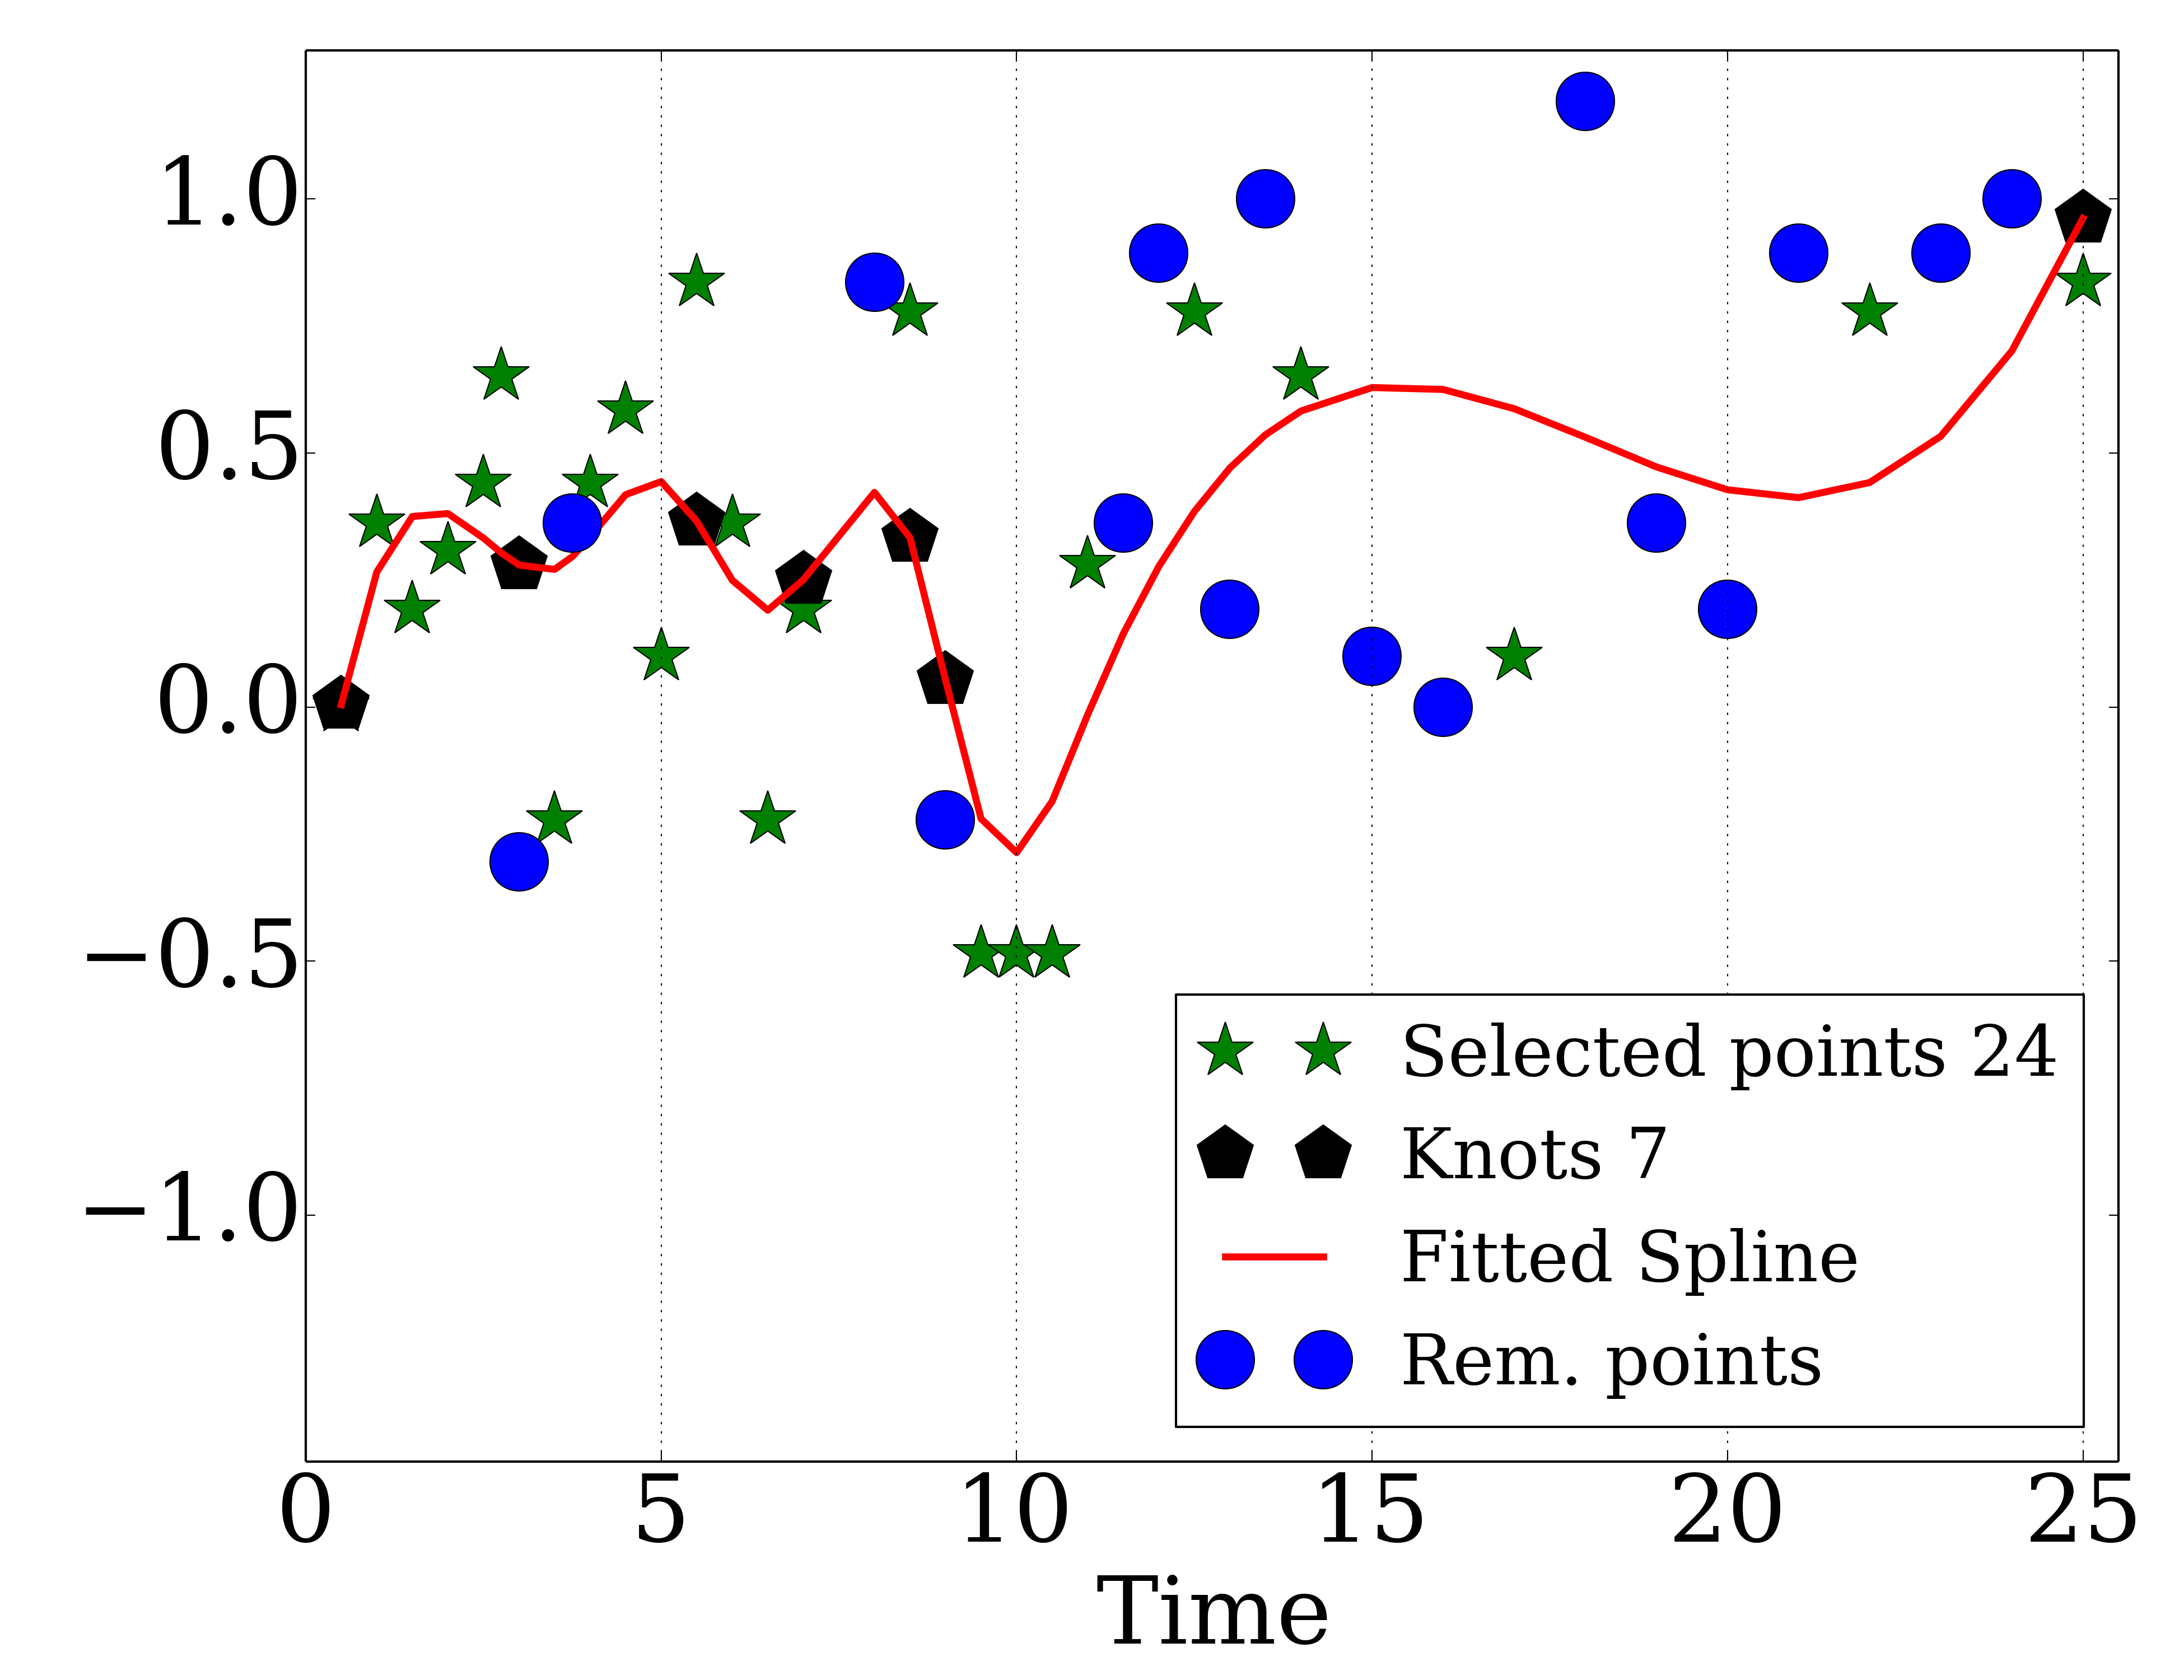 1.0
0.5
0.0
−0.5
−1.0
Selected points 24
Knots 7
Fitted Spline
Rem. points
0 5 10 15 20 25
Time